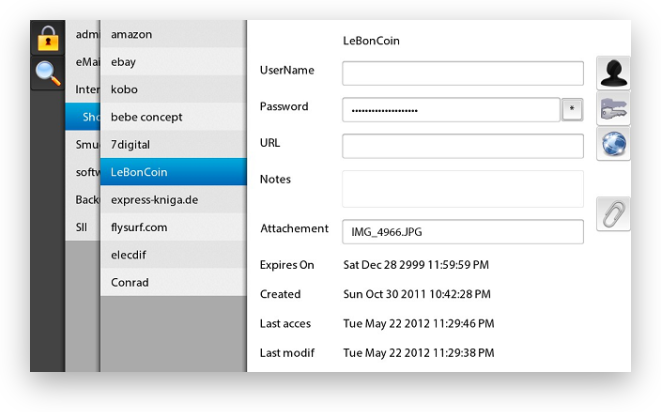 admi
eMai
Inter
Sho
Smu
softw
Back
SII
amazon
ebay
kobo
bebe concept
7digital
LeBonCoin
express-kniga.de
flysurf.com
elecdif
Conrad
LeBonCoin
UserName
Password ••••••••••••••••••• *
URL
Notes
Attachement IMG_4966.JPG
Expires On Sat Dec 28 2999 11:59:59 PM
Created Sun Oct 30 2011 10:42:28 PM
Last acces Tue May 22 2012 11:29:46 PM
Last modif Tue May 22 2012 11:29:38 PM